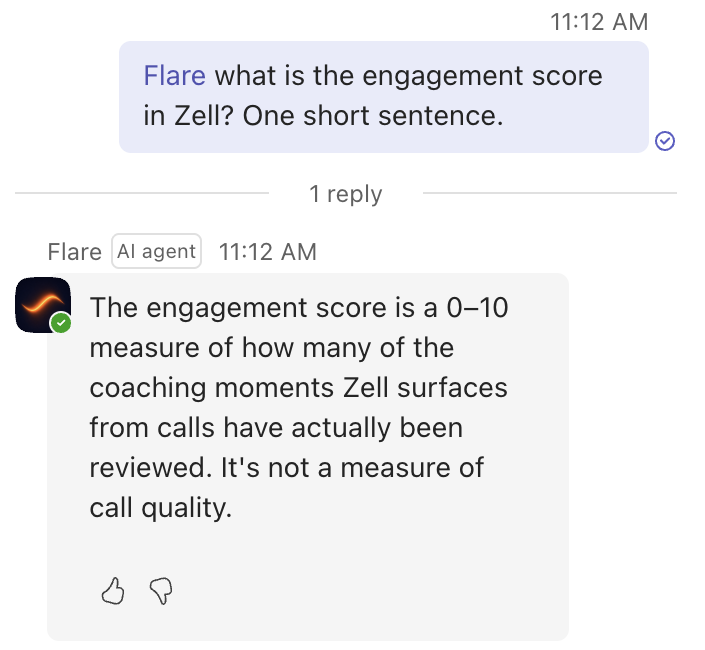 11:12 AM
Flare what is the engagement score
in Zell? One short sentence.
1 reply
Flare AI agent 11:12 AM
The engagement score is a 0–10
measure of how many of the
coaching moments Zell surfaces
from calls have actually been
reviewed. It's not a measure of
call quality.